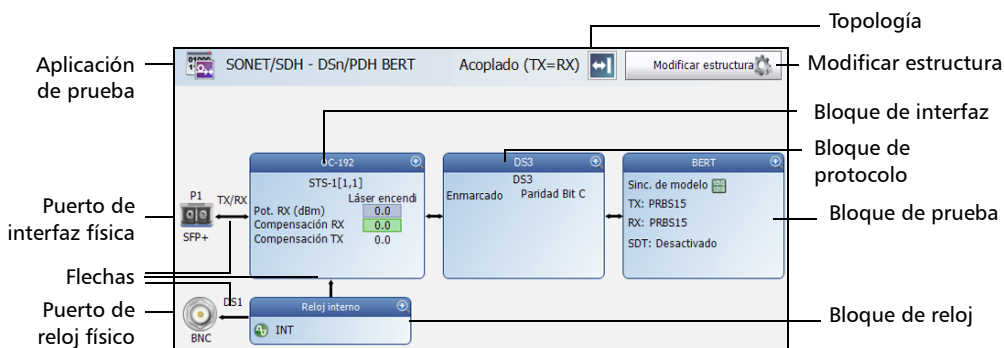 Topología
Aplicación
de prueba
SONET/SDH - DSn/PDH BERT
Acoplado (TX=RX)
Modificar estructura
Modificar estructura
Bloque de interfaz
Bloque de
protocolo
OC-192
STS-1[1,1]
Láser encendi
Pot. RX (dBm) 0.0
Compensación RX 0.0
Compensación TX 0.0
DS3
DS3
Enmarcado Paridad Bit C
BERT
Sinc. de modelo
TX: PRBS15
RX: PRBS15
SDT: Desactivado
Bloque de prueba
P1
TX/RX
SFP+
Puerto de
interfaz física
Flechas
Puerto de
reloj físico
DS1
BNC
Reloj interno
INT
Bloque de reloj